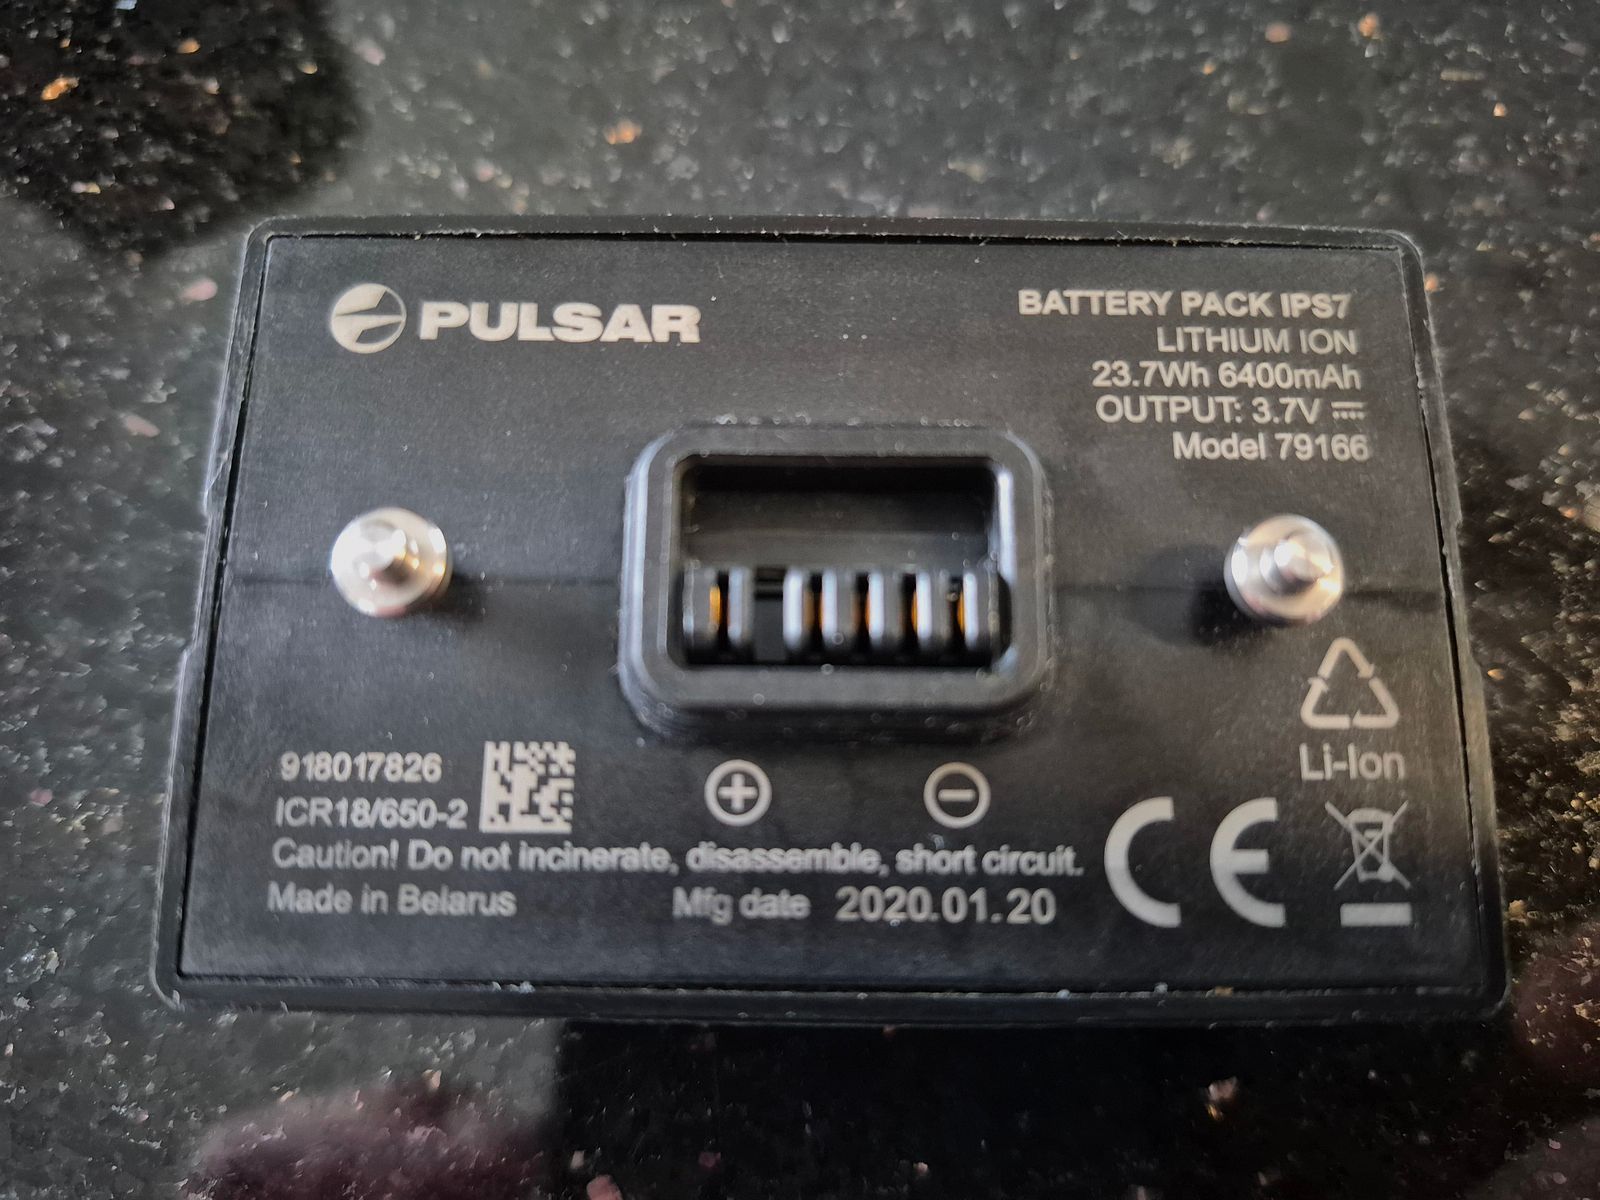 PULSAR
BATTERY PACK IPS7
LITHIUM ION
23.7Wh 6400mAh
OUTPUT: 3.7V ⎓
Model 79166
Li-Ion
918017826
ICR18/650-2
Caution! Do not incinerate, disassemble, short circuit.
Made in Belarus Mfg date 2020.01.20
CE